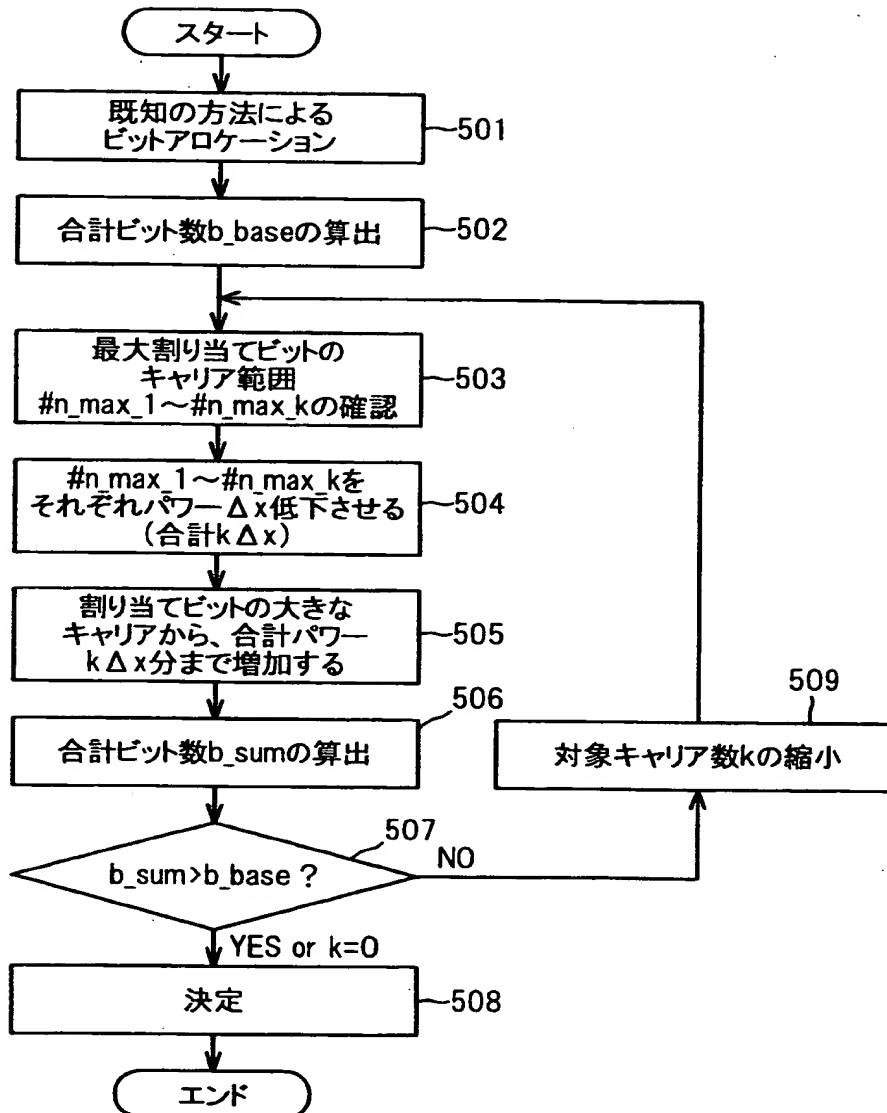 スタート
既知の方法による
ビットアロケーション
501
合計ビット数b_baseの算出
502
最大割り当てビットの
キャリア範囲
#n_max_1～#n_max_kの確認
503
#n_max_1～#n_max_kを
それぞれパワーΔx低下させる
(合計kΔx)
504
割り当てビットの大きな
キャリアから、合計パワー
kΔx分まで増加する
505
506
合計ビット数b_sumの算出
509
対象キャリア数kの縮小
507
b_sum>b_base?
NO
YES or k=0
決定
508
エンド